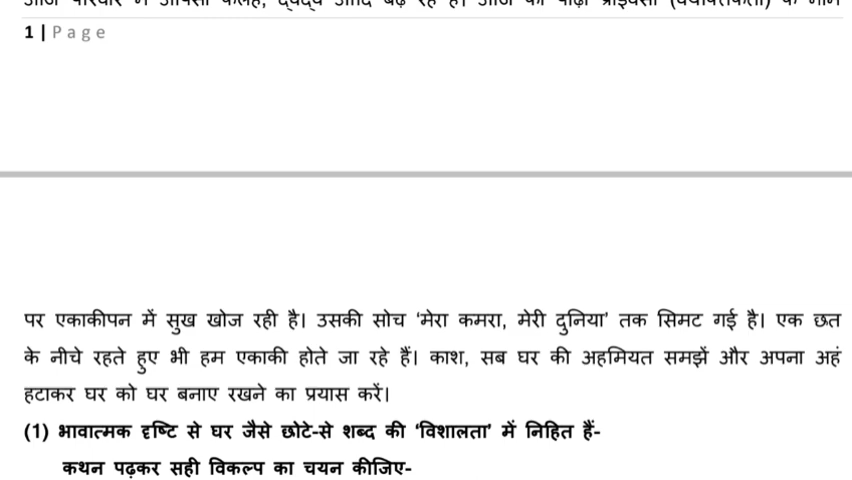 1 | P a g e
पर एकाकीपन में सुख खोज रही है। उसकी सोच ‘मेरा कमरा, मेरी दुनिया’ तक सिमट गई है। एक छत
के नीचे रहते हुए भी हम एकाकी होते जा रहे हैं। काश, सब घर की अहमियत समझें और अपना अहं
हटाकर घर को घर बनाए रखने का प्रयास करें।
(1) भावात्मक दृष्टि से घर जैसे छोटे-से शब्द की ‘विशालता’ में निहित हैं-
कथन पढ़कर सही विकल्प का चयन कीजिए-